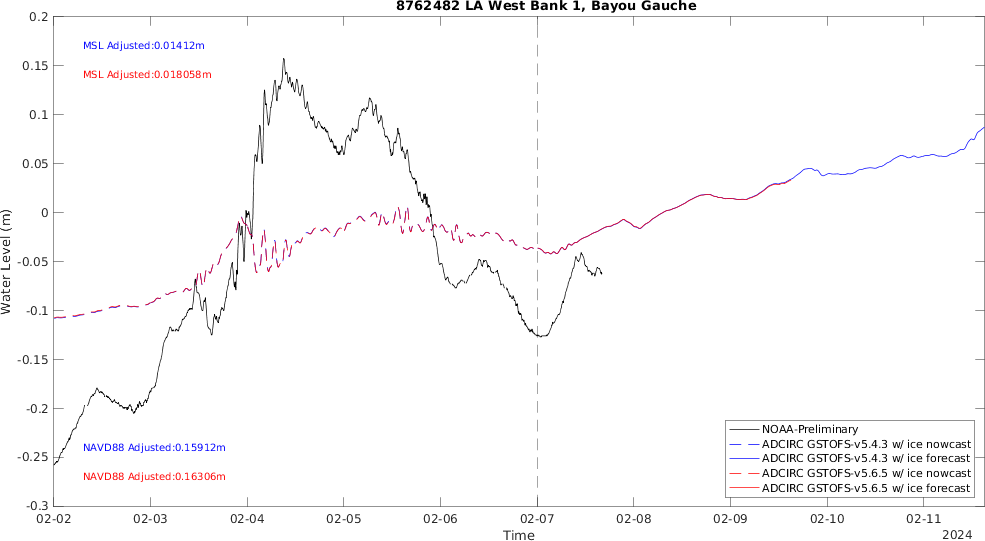 8762482 LA West Bank 1, Bayou Gauche
0.2
0.15
0.1
0.05
0
-0.05
-0.1
-0.15
-0.2
-0.25
-0.3
Water Level (m)
MSL Adjusted:0.01412m
MSL Adjusted:0.018058m
NAVD88 Adjusted:0.15912m
NAVD88 Adjusted:0.16306m
NOAA-Preliminary
ADCIRC GSTOFS-v5.4.3 w/ ice nowcast
ADCIRC GSTOFS-v5.4.3 w/ ice forecast
ADCIRC GSTOFS-v5.6.5 w/ ice nowcast
ADCIRC GSTOFS-v5.6.5 w/ ice forecast
02-02 02-03 02-04 02-05 02-06 02-07 02-08 02-09 02-10 02-11
Time
2024